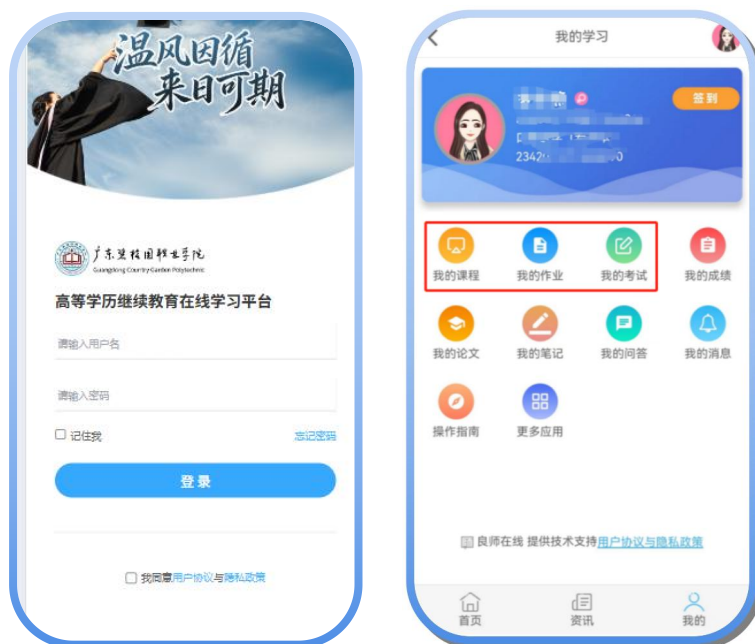 温风因循
来日可期
广东碧桂园职业学院
Guangdong Country Garden Polytechnic
高等学历继续教育在线学习平台
请输入用户名
请输入密码
记住我
忘记密码
登录
我同意用户协议与隐私政策
我的学习
签到
我的课程
我的作业
我的考试
我的成绩
我的论文
我的笔记
我的问答
我的消息
操作指南
更多应用
良师在线 提供技术支持用户协议与隐私政策
首页
资讯
我的